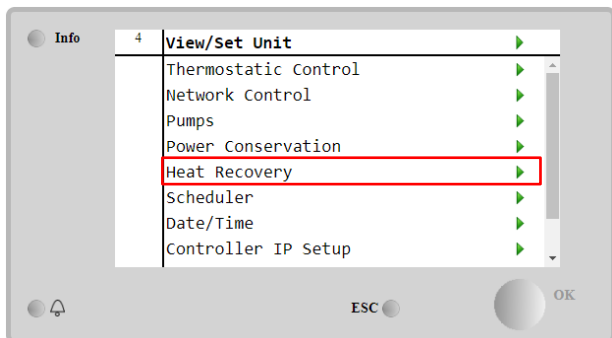 Info
4 View/Set Unit
Thermostatic Control
Network Control
Pumps
Power Conservation
Heat Recovery
Scheduler
Date/Time
Controller IP Setup
ESC
OK